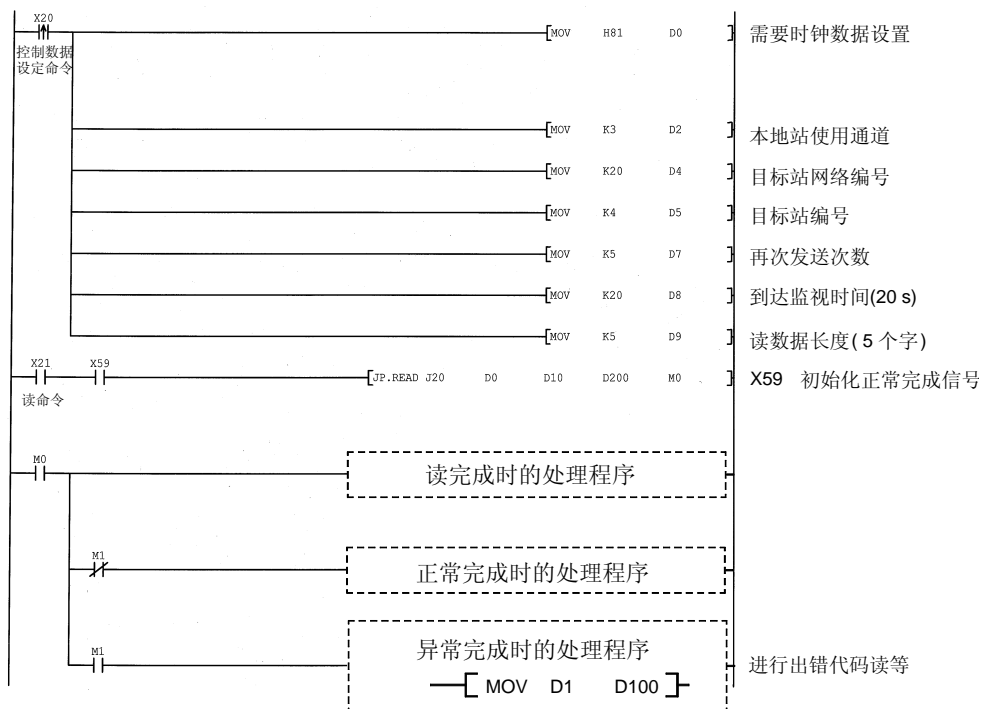 X20
控制数据
设定命令
MOV H81 D0 需要时钟数据设置
MOV K3 D2 本地站使用通道
MOV K20 D4 目标站网络编号
MOV K4 D5 目标站编号
MOV K5 D7 再次发送次数
MOV K20 D8 到达监视时间(20 s)
MOV K5 D9 读数据长度( 5 个字)
X21 X59
JP.READ J20 D0 D10 D200 M0 X59 初始化正常完成信号
读命令
M0
读完成时的处理程序
M1
正常完成时的处理程序
M1
异常完成时的处理程序
进行出错代码读等
MOV D1 D100